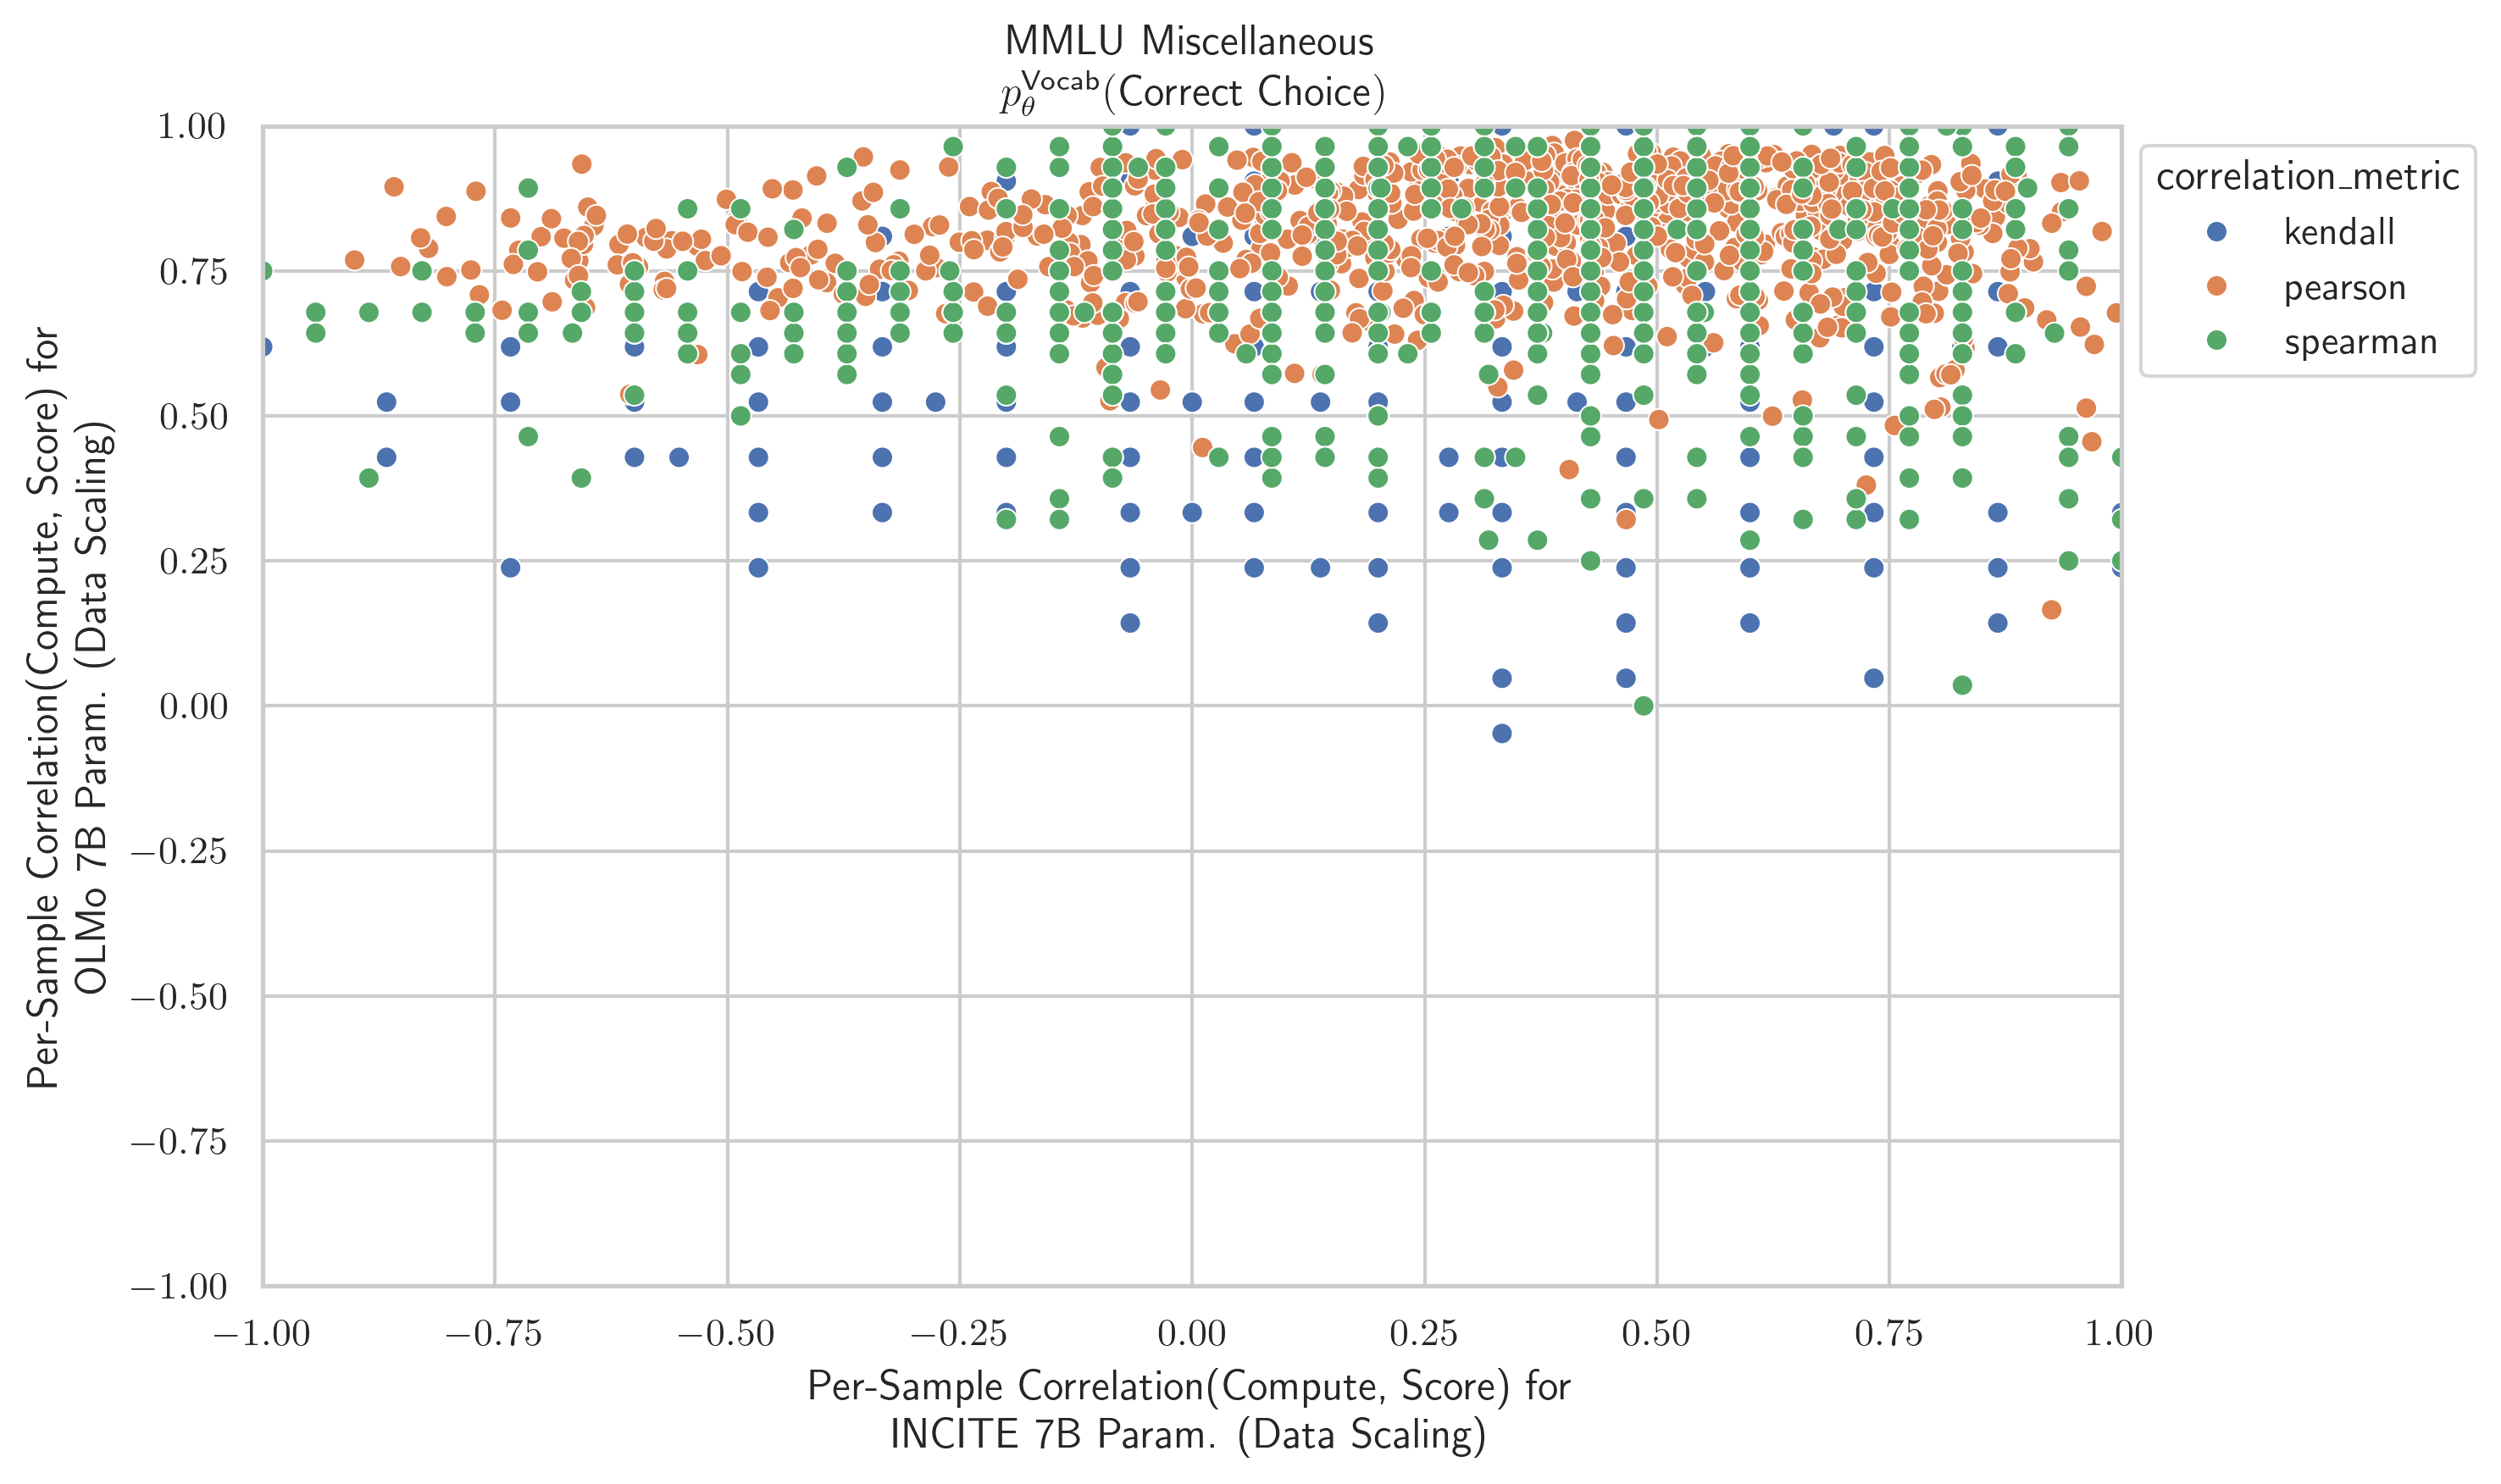 MMLU Miscellaneous
p_θ^Vocab(Correct Choice)
1.00
0.75
0.50
0.25
0.00
−0.25
−0.50
−0.75
−1.00
Per-Sample Correlation(Compute, Score) for
OLMo 7B Param. (Data Scaling)
correlation_metric
kendall
pearson
spearman
−1.00 −0.75 −0.50 −0.25 0.00 0.25 0.50 0.75 1.00
Per-Sample Correlation(Compute, Score) for
INCITE 7B Param. (Data Scaling)